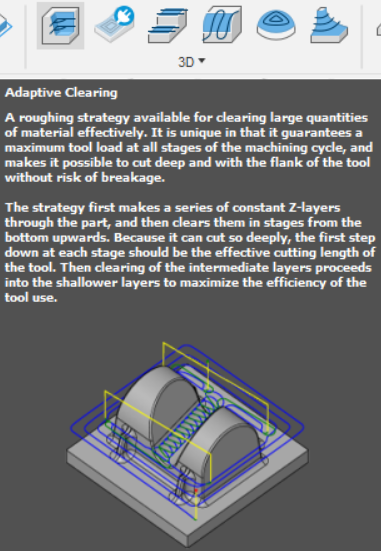 3D ▾
Adaptive Clearing
A roughing strategy available for clearing large quantities
of material effectively. It is unique in that it guarantees a
maximum tool load at all stages of the machining cycle, and
makes it possible to cut deep and with the flank of the tool
without risk of breakage.
The strategy first makes a series of constant Z-layers
through the part, and then clears them in stages from the
bottom upwards. Because it can cut so deeply, the first step
down at each stage should be the effective cutting length of
the tool. Then clearing of the intermediate layers proceeds
into the shallower layers to maximize the efficiency of the
tool use.